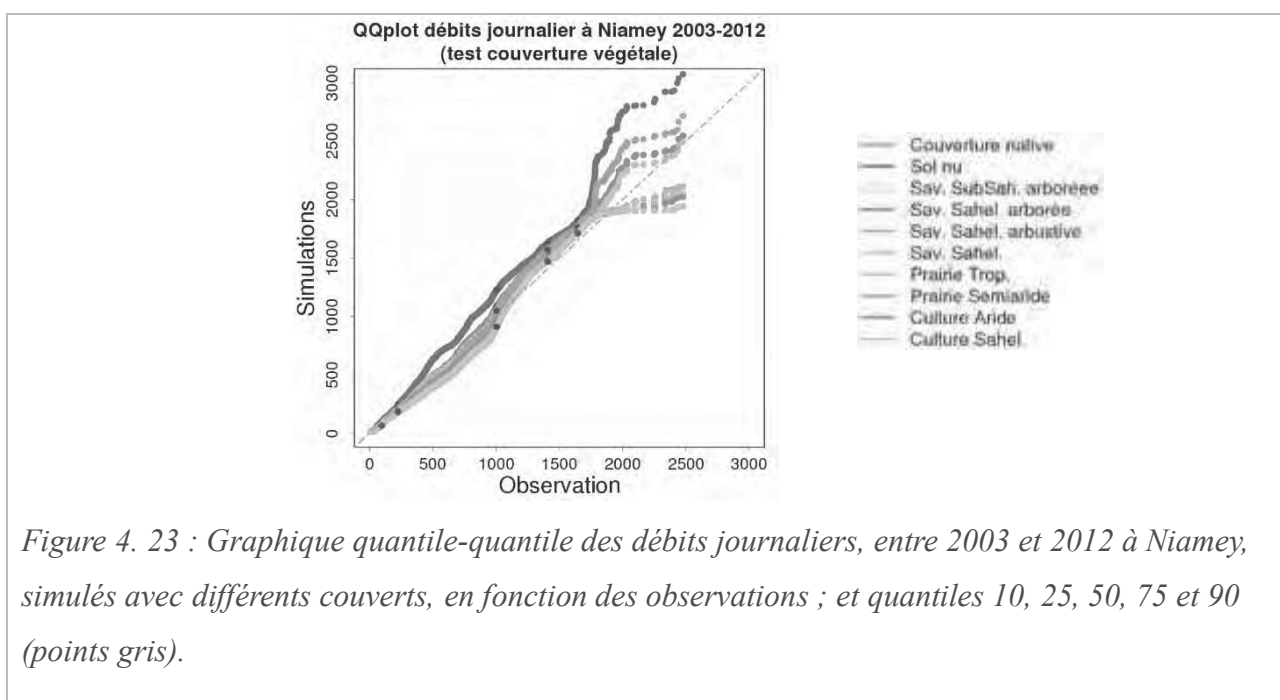 QQplot débits journalier à Niamey 2003-2012
(test couverture végétale)
3000
2500
2000
1500
1000
500
0
Simulations
0 500 1000 1500 2000 2500 3000
Observation
Couverture native
Sol nu
Sav. SubSah. arborée
Sav. Sahel. arborée
Sav. Sahel. arbustive
Sav. Sahel.
Prairie Trop.
Prairie Semiaride
Culture Aride
Culture Sahel.
Figure 4. 23 : Graphique quantile-quantile des débits journaliers, entre 2003 et 2012 à Niamey,
simulés avec différents couverts, en fonction des observations ; et quantiles 10, 25, 50, 75 et 90
(points gris).